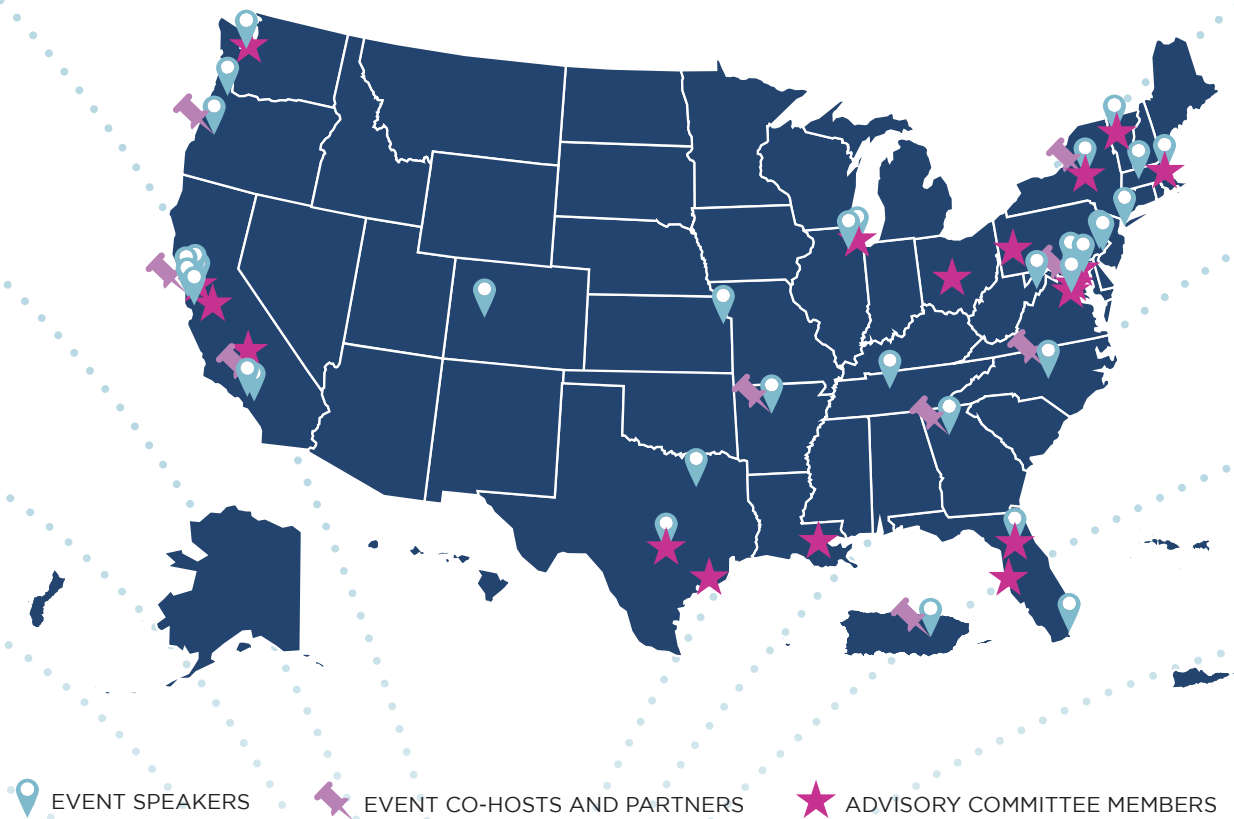 EVENT SPEAKERS
EVENT CO-HOSTS AND PARTNERS
ADVISORY COMMITTEE MEMBERS